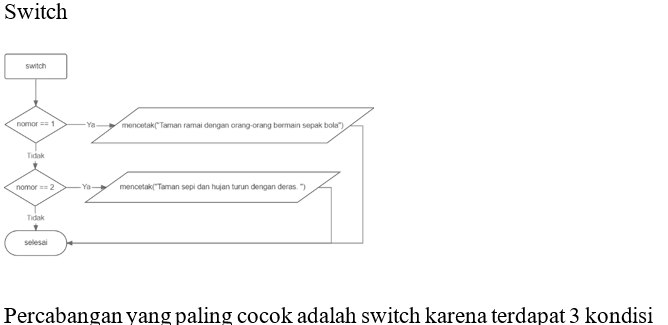 Switch
switch
nomor == 1
Ya
mencetak("Taman ramai dengan orang-orang bermain sepak bola")
Tidak
nomor == 2
Ya
mencetak("Taman sepi dan hujan turun dengan deras. ")
Tidak
selesai
Percabangan yang paling cocok adalah switch karena terdapat 3 kondisi